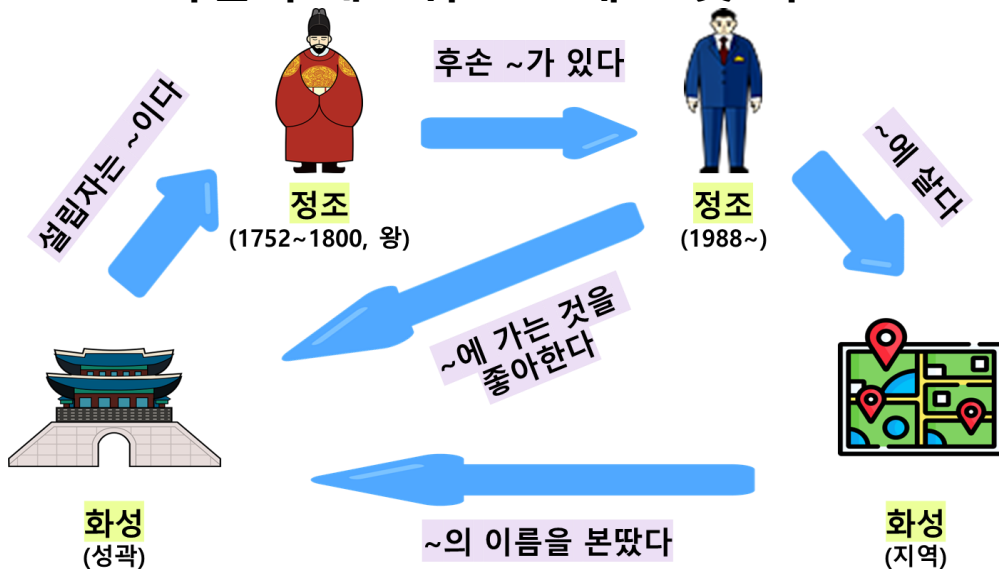 후손 ~가 있다
설립자는 ~이다
~에 살다
정조
(1752~1800, 왕)
정조
(1988~)
~에 가는 것을
좋아한다
화성
(성곽)
화성
(지역)
~의 이름을 본땄다